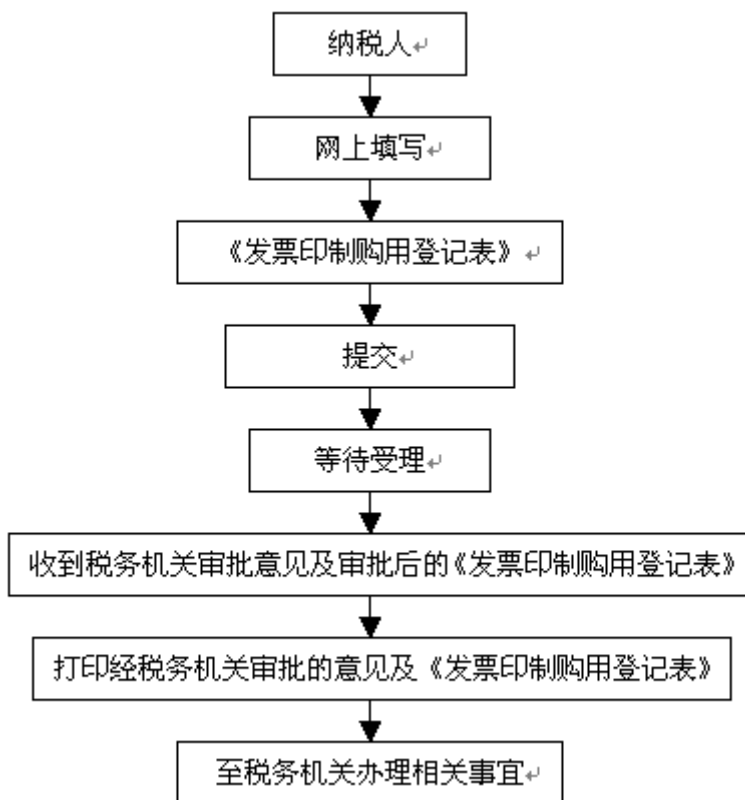 纳税人
网上填写
《发票印制购用登记表》
提交
等待受理
收到税务机关审批意见及审批后的《发票印制购用登记表》
打印经税务机关审批的意见及《发票印制购用登记表》
至税务机关办理相关事宜